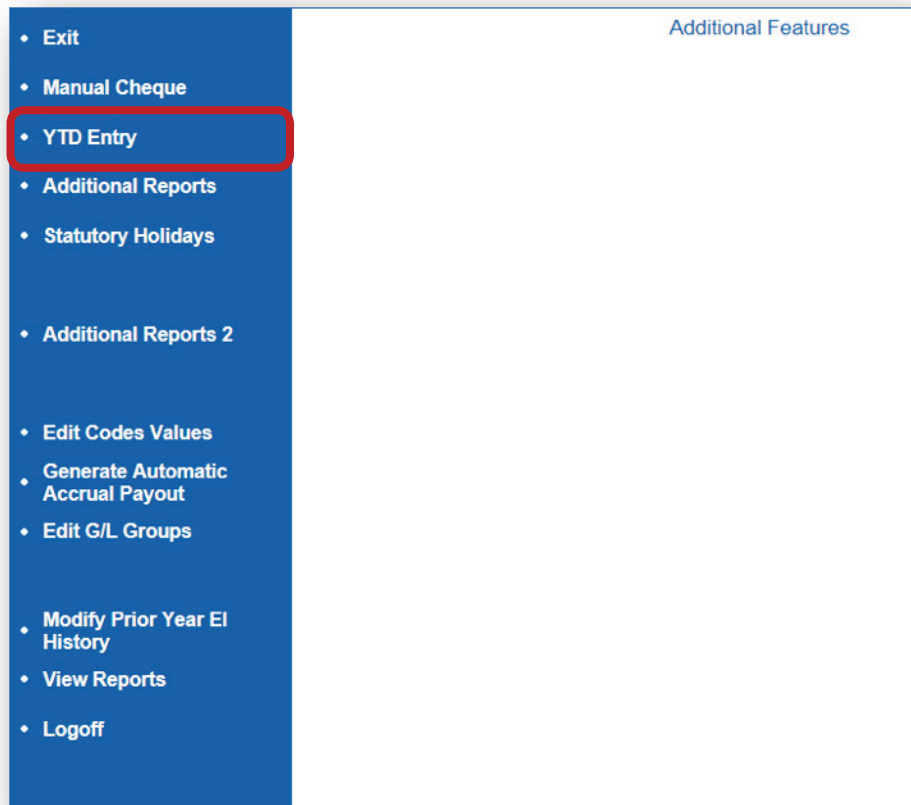 Additional Features
Exit
Manual Cheque
YTD Entry
Additional Reports
Statutory Holidays
Additional Reports 2
Edit Codes Values
Generate Automatic
Accrual Payout
Edit G/L Groups
Modify Prior Year EI
History
View Reports
Logoff